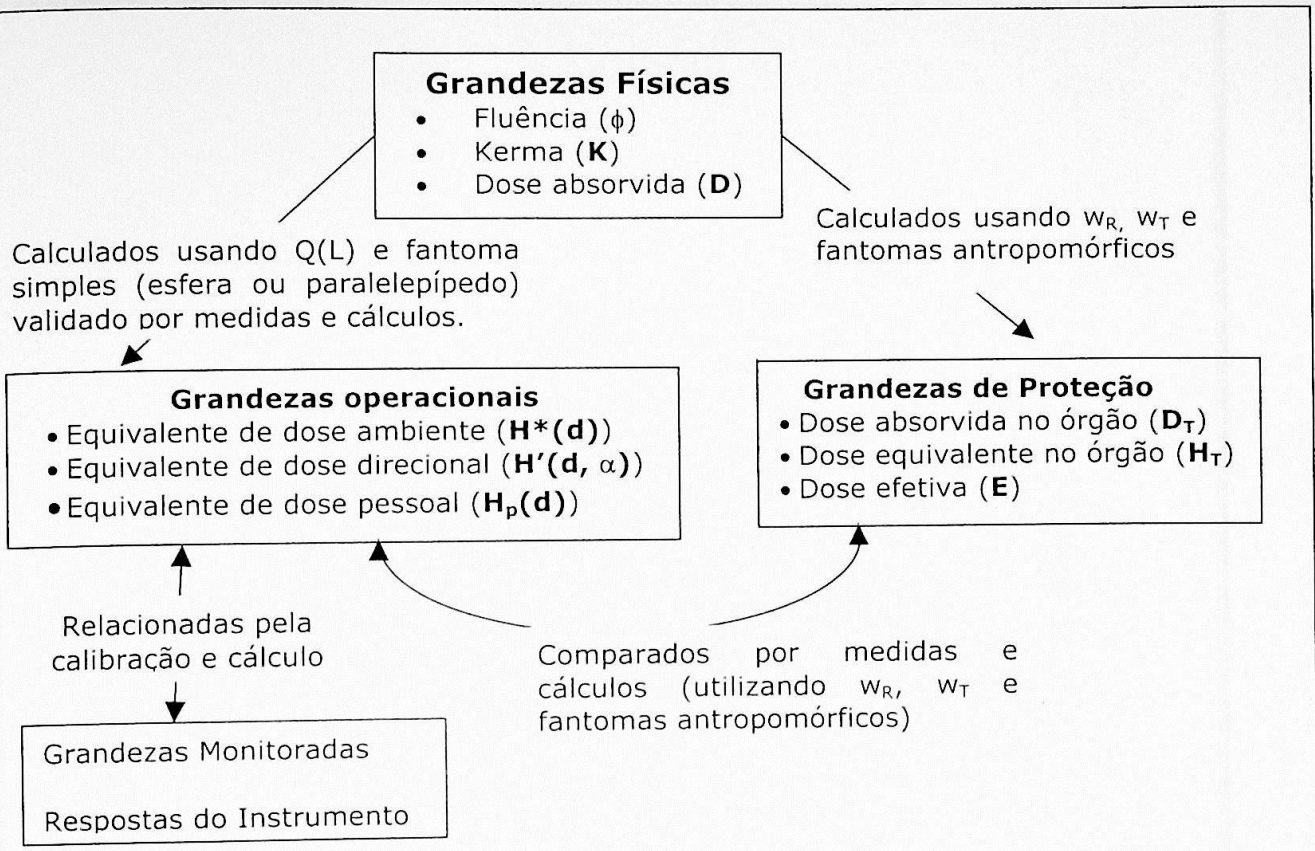 Grandezas Físicas
• Fluência (ϕ)
• Kerma (K)
• Dose absorvida (D)
Calculados usando Q(L) e fantoma
simples (esfera ou paralelepípedo)
validado por medidas e cálculos.
Calculados usando wR, wT e
fantomas antropomórficos
Grandezas operacionais
• Equivalente de dose ambiente (H*(d))
• Equivalente de dose direcional (H′(d, α))
• Equivalente de dose pessoal (Hp(d))
Grandezas de Proteção
• Dose absorvida no órgão (DT)
• Dose equivalente no órgão (HT)
• Dose efetiva (E)
Relacionadas pela
calibração e cálculo
Comparados por medidas e
cálculos (utilizando wR, wT e
fantomas antropomórficos)
Grandezas Monitoradas
Respostas do Instrumento